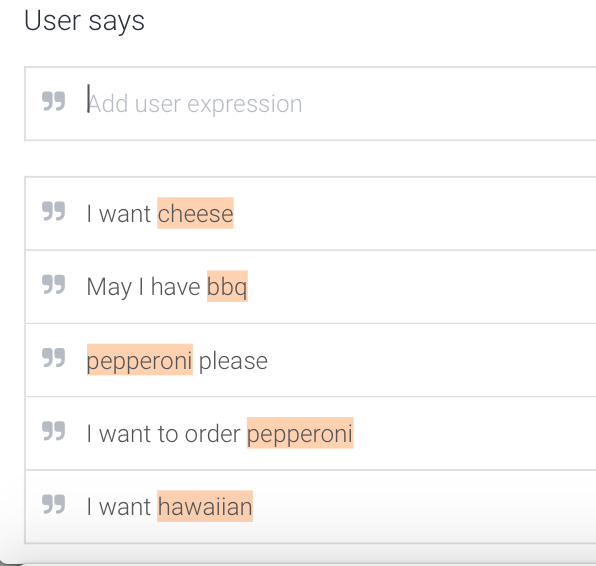 User says
Add user expression
I want cheese
May I have bbq
pepperoni please
I want to order pepperoni
I want hawaiian